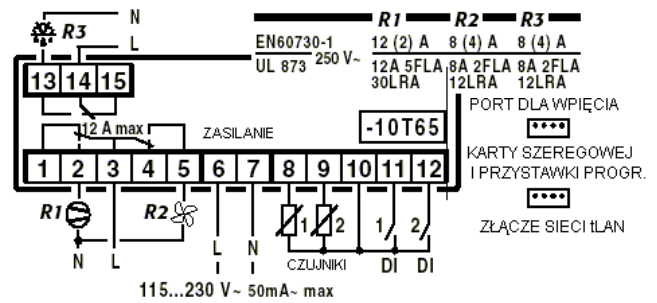 N
R3
L
R1 R2 R3
EN60730-1 12 (2) A 8 (4) A 8 (4) A
250 V~
UL 873 12A 5FLA 8A 2FLA 8A 2FLA
30LRA 12LRA 12LRA
13 14 15
12 A max
ZASILANIE
-10T65
PORT DLA WPIĘCIA
KARTY SZEREGOWEJ
I PRZYSTAWKI PROGR.
ZŁĄCZE SIECI tLAN
1 2 3 4 5 6 7 8 9 10 11 12
R1 R2 1 2 1 2
N L L N CZUJNIKI DI DI
115...230 V~ 50mA~ max